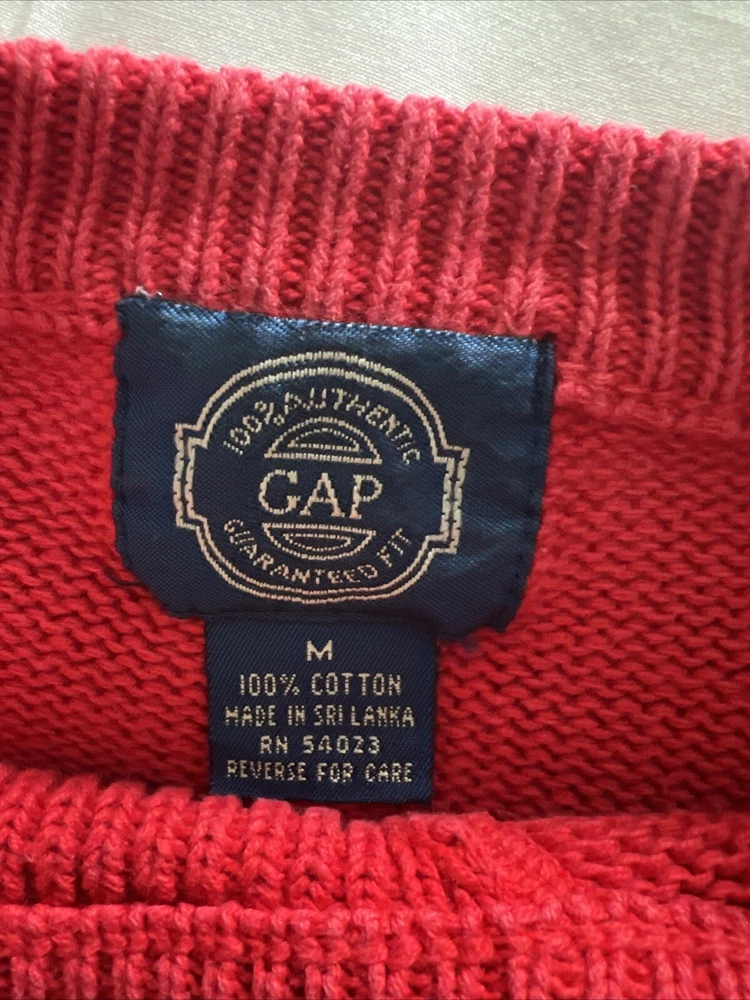 100% AUTHENTIC
GAP
GUARANTEED FIT
M
100% COTTON
MADE IN SRI LANKA
RN 54023
REVERSE FOR CARE